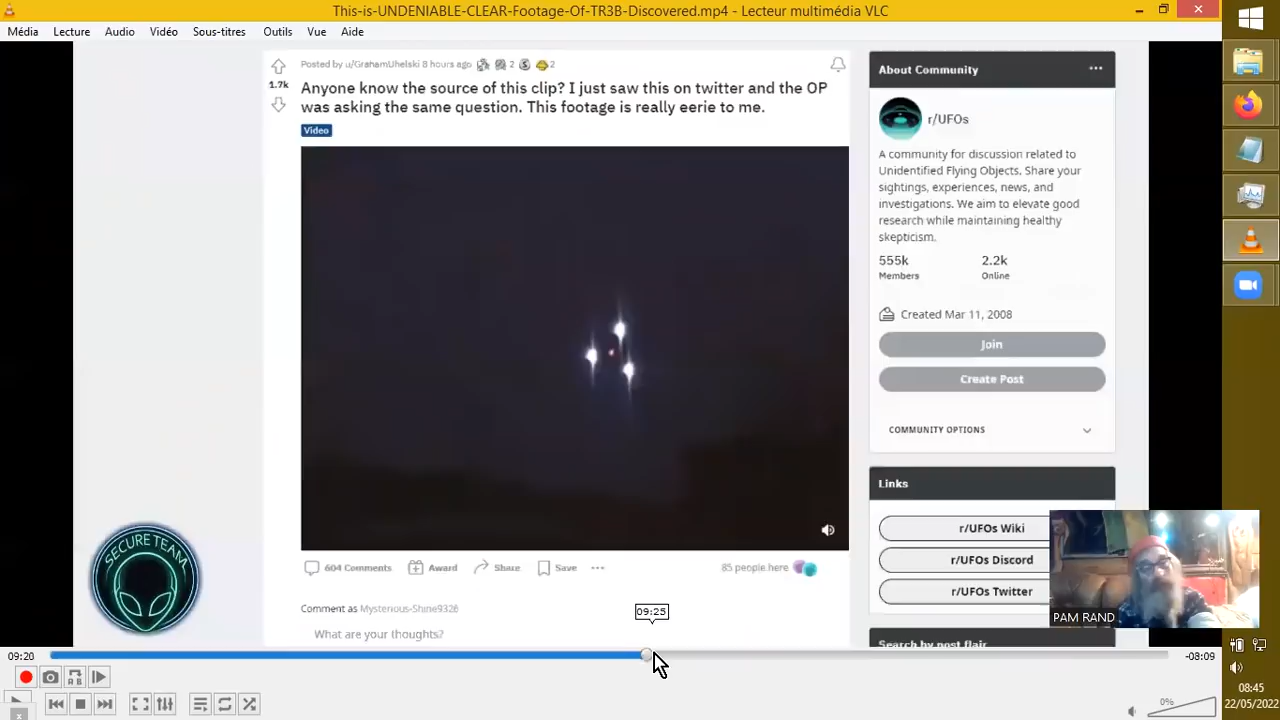 This-is-UNDENIABLE-CLEAR-Footage-Of-TR3B-Discovered.mp4 - Lecteur multimédia VLC
Média Lecture Audio Vidéo Sous-titres Outils Vue Aide
Posted by u/GrahamUhelski 8 hours ago 2 2
1.7k
Anyone know the source of this clip? I just saw this on twitter and the OP
was asking the same question. This footage is really eerie to me.
Video
604 Comments Award Share Save ••• 85 people here
Comment as Mysterious-Shine9326
What are your thoughts?
SECURE TEAM
About Community •••
r/UFOs
A community for discussion related to
Unidentified Flying Objects. Share your
sightings, experiences, news, and
investigations. We aim to elevate good
research while maintaining healthy
skepticism.
555k 2.2k
Members Online
Created Mar 11, 2008
Join
Create Post
COMMUNITY OPTIONS
Links
r/UFOs Wiki
r/UFOs Discord
r/UFOs Twitter
Search by post flair
PAM RAND
09:25
09:20 -08:09
A B
0%
08:45
22/05/2022